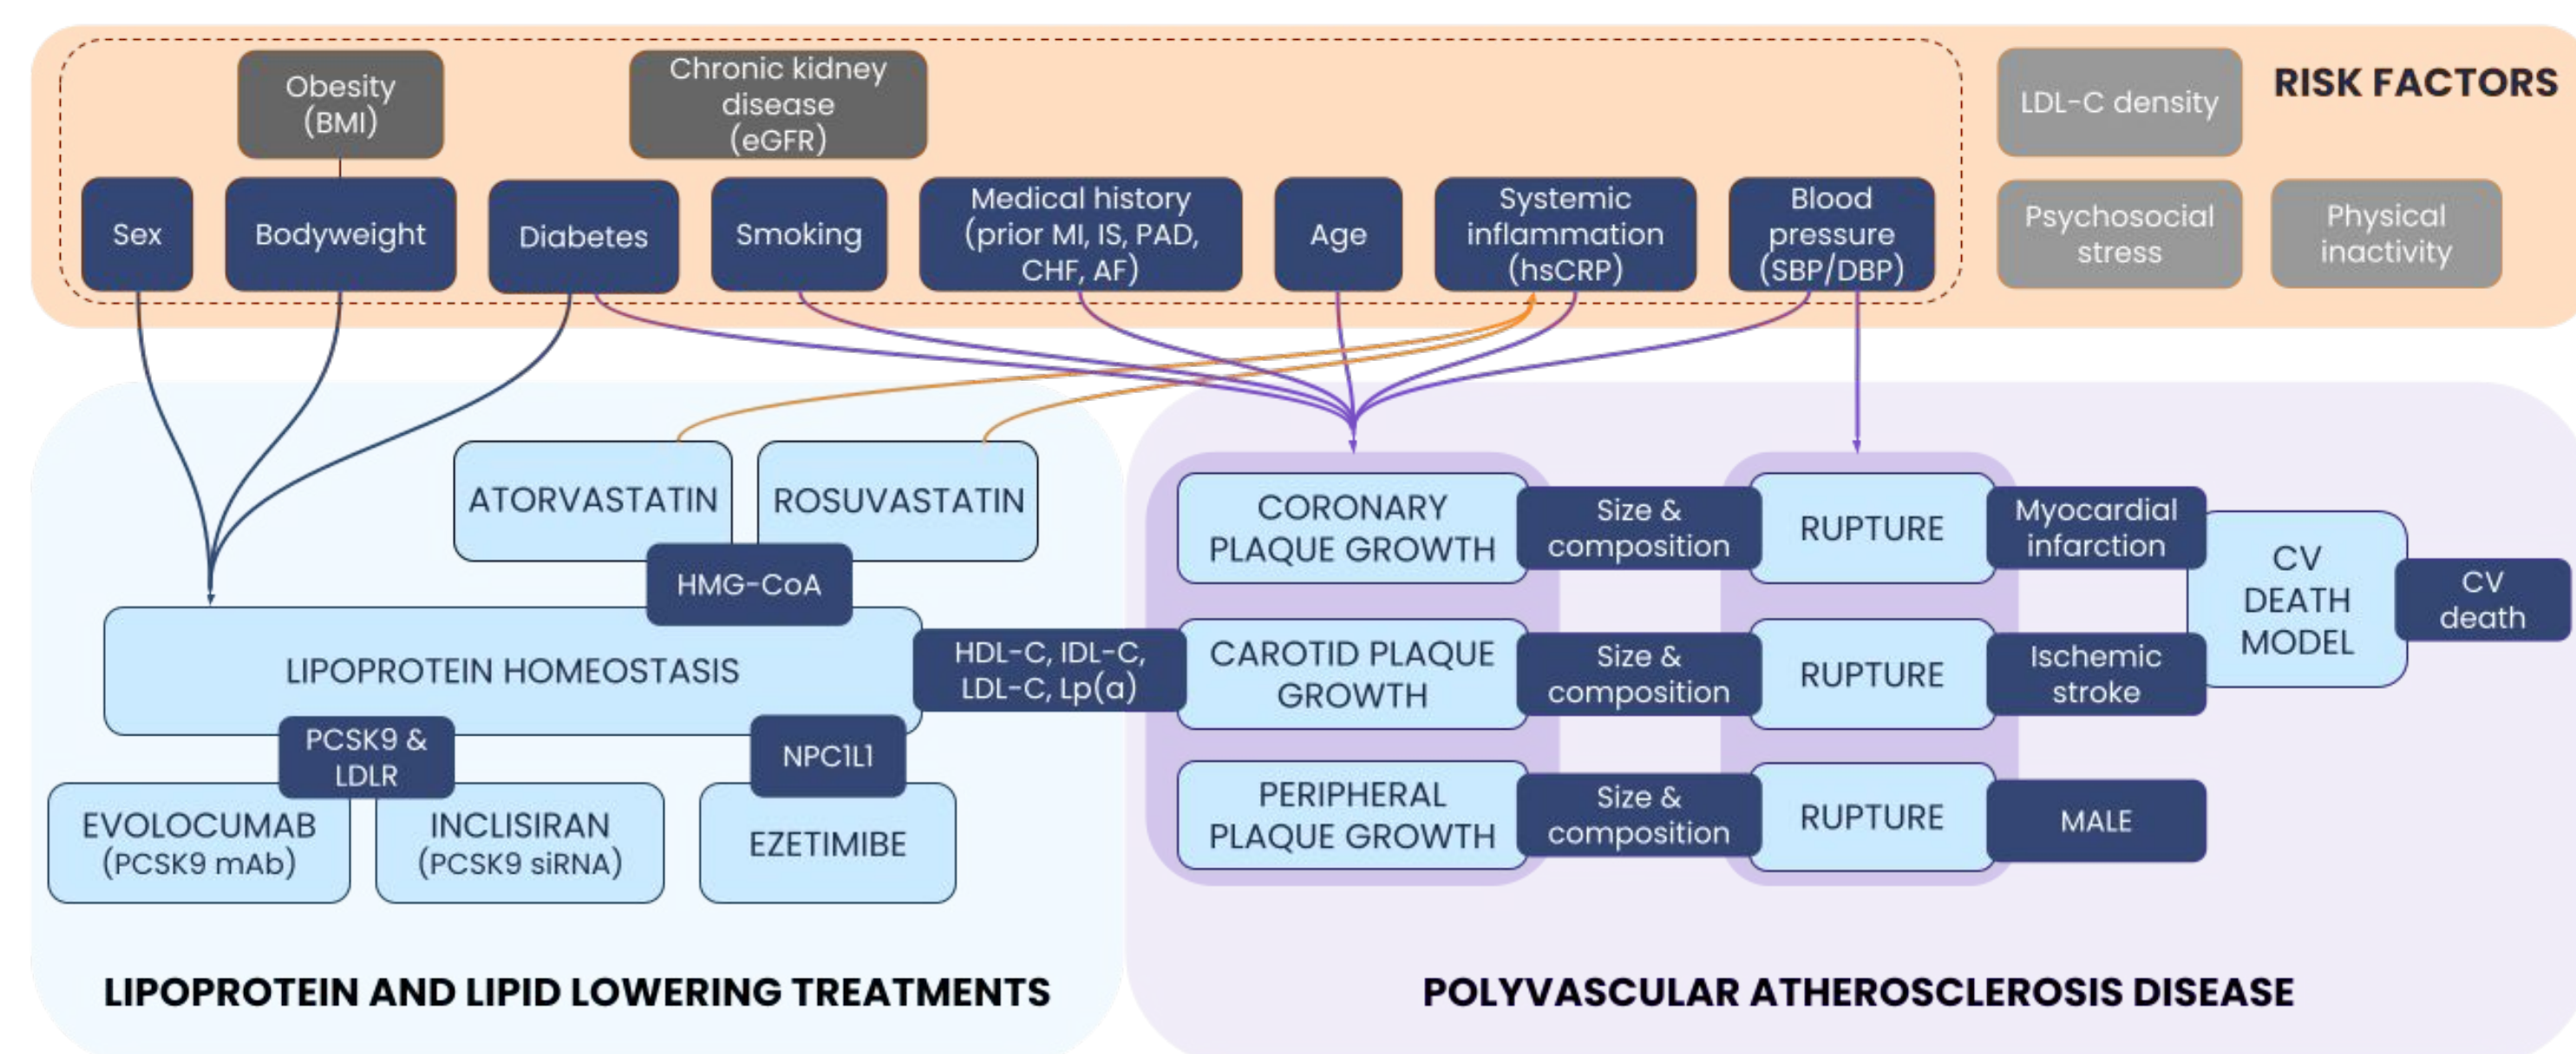 Obesity
(BMI)
Chronic kidney
disease
(eGFR)
LDL-C density
RISK FACTORS
Sex
Bodyweight
Diabetes
Smoking
Medical history
(prior MI, IS, PAD,
CHF, AF)
Age
Systemic
inflammation
(hsCRP)
Blood
pressure
(SBP/DBP)
Psychosocial
stress
Physical
inactivity
ATORVASTATIN
ROSUVASTATIN
HMG-CoA
LIPOPROTEIN HOMEOSTASIS
HDL-C, IDL-C,
LDL-C, Lp(a)
PCSK9 &
LDLR
NPC1L1
EVOLOCUMAB
(PCSK9 mAb)
INCLISIRAN
(PCSK9 siRNA)
EZETIMIBE
LIPOPROTEIN AND LIPID LOWERING TREATMENTS
CORONARY
PLAQUE GROWTH
Size &
composition
RUPTURE
Myocardial
infarction
CV
DEATH
MODEL
CV
death
CAROTID PLAQUE
GROWTH
Size &
composition
RUPTURE
Ischemic
stroke
PERIPHERAL
PLAQUE GROWTH
Size &
composition
RUPTURE
MALE
POLYVASCULAR ATHEROSCLEROSIS DISEASE